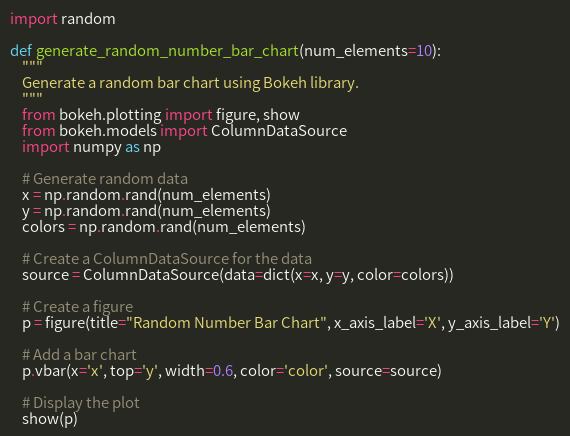 import random

def generate_random_number_bar_chart(num_elements=10):
    """
    Generate a random bar chart using Bokeh library.
    """
    from bokeh.plotting import figure, show
    from bokeh.models import ColumnDataSource
    import numpy as np

    # Generate random data
    x = np.random.rand(num_elements)
    y = np.random.rand(num_elements)
    colors = np.random.rand(num_elements)

    # Create a ColumnDataSource for the data
    source = ColumnDataSource(data=dict(x=x, y=y, color=colors))

    # Create a figure
    p = figure(title="Random Number Bar Chart", x_axis_label='X', y_axis_label='Y')

    # Add a bar chart
    p.vbar(x='x', top='y', width=0.6, color='color', source=source)

    # Display the plot
    show(p)